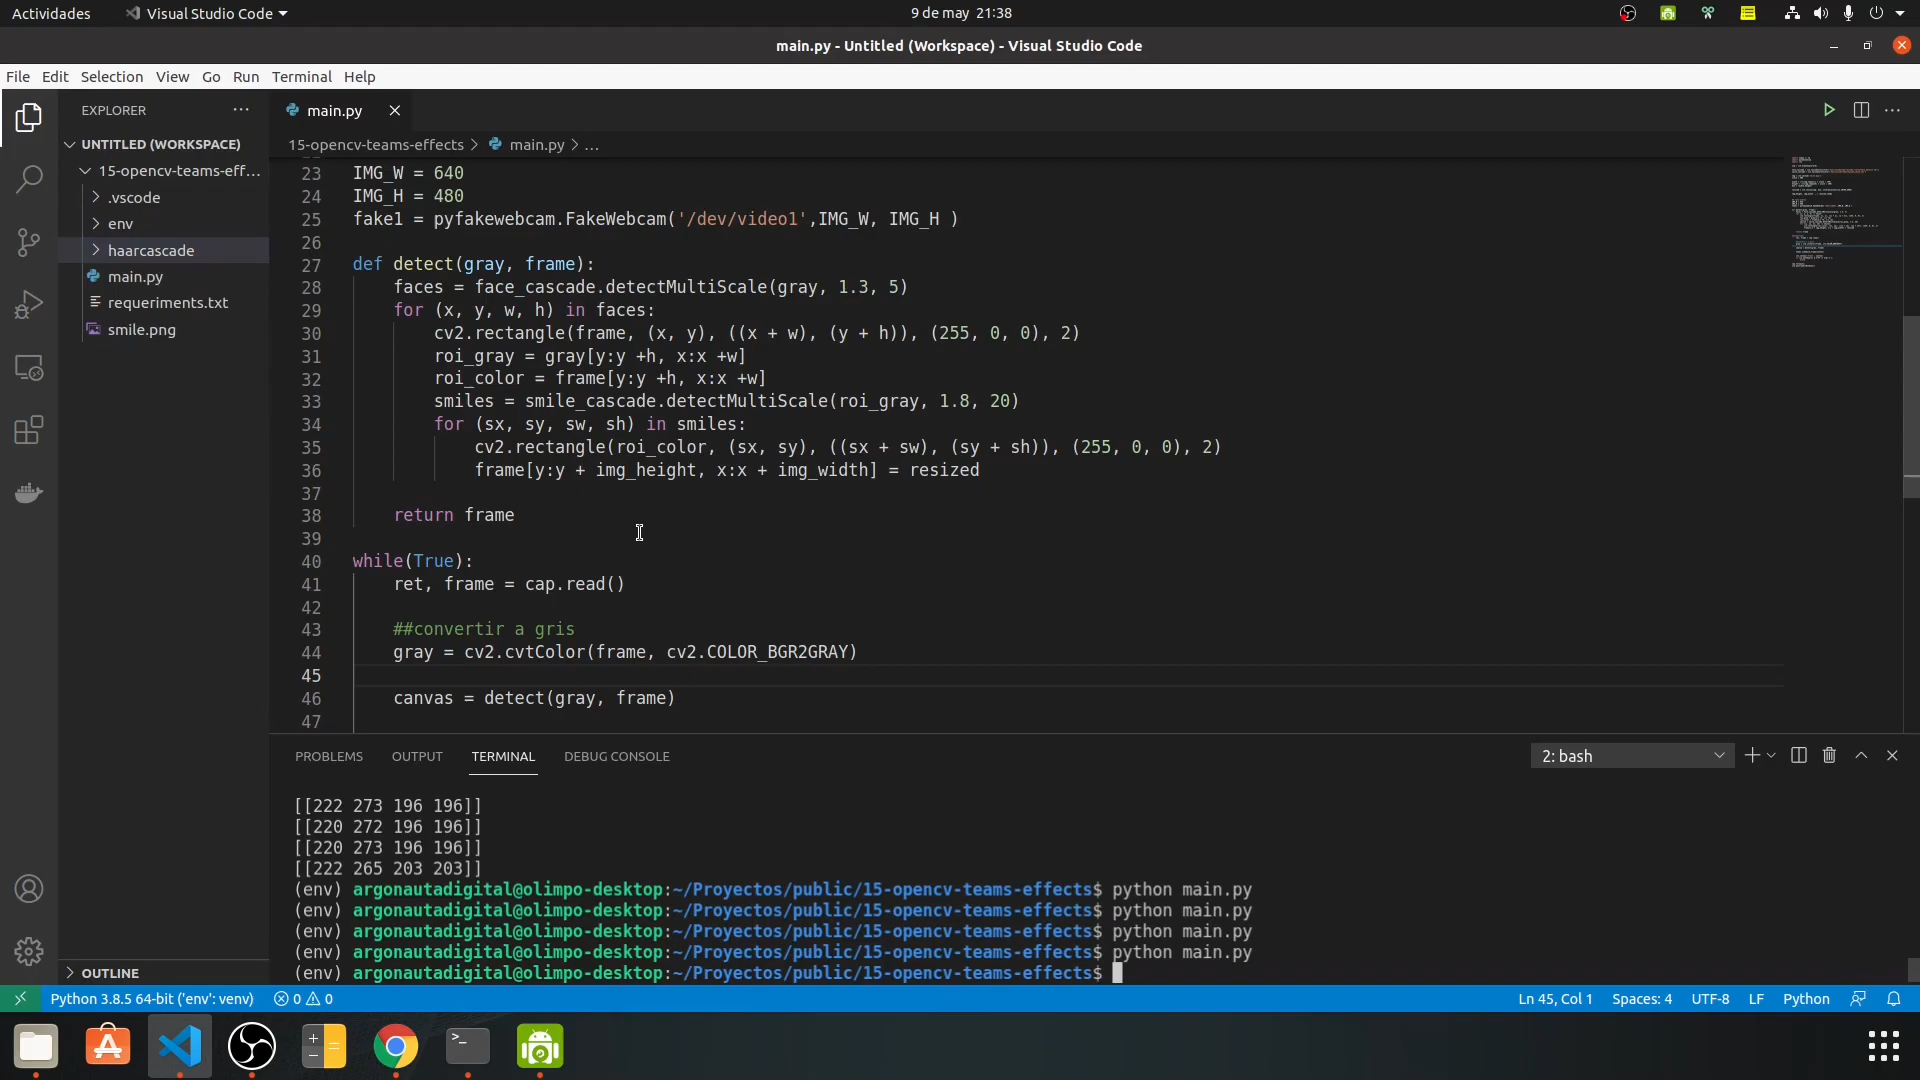 Actividades
Visual Studio Code
9 de may 21:38
main.py - Untitled (Workspace) - Visual Studio Code
File Edit Selection View Go Run Terminal Help
EXPLORER
UNTITLED (WORKSPACE)
15-opencv-teams-eff...
.vscode
env
haarcascade
main.py
requeriments.txt
smile.png
OUTLINE
main.py
15-opencv-teams-effects > main.py > ...
23 IMG_W = 640
24 IMG_H = 480
25 fake1 = pyfakewebcam.FakeWebcam('/dev/video1',IMG_W, IMG_H )
26
27 def detect(gray, frame):
28     faces = face_cascade.detectMultiScale(gray, 1.3, 5)
29     for (x, y, w, h) in faces:
30         cv2.rectangle(frame, (x, y), ((x + w), (y + h)), (255, 0, 0), 2)
31         roi_gray = gray[y:y +h, x:x +w]
32         roi_color = frame[y:y +h, x:x +w]
33         smiles = smile_cascade.detectMultiScale(roi_gray, 1.8, 20)
34         for (sx, sy, sw, sh) in smiles:
35             cv2.rectangle(roi_color, (sx, sy), ((sx + sw), (sy + sh)), (255, 0, 0), 2)
36             frame[y:y + img_height, x:x + img_width] = resized
37
38     return frame
39
40 while(True):
41     ret, frame = cap.read()
42
43     ##convertir a gris
44     gray = cv2.cvtColor(frame, cv2.COLOR_BGR2GRAY)
45
46     canvas = detect(gray, frame)
47
PROBLEMS OUTPUT TERMINAL DEBUG CONSOLE
2: bash
[[222 273 196 196]]
[[220 272 196 196]]
[[220 273 196 196]]
[[222 265 203 203]]
(env) argonautadigital@olimpo-desktop:~/Proyectos/public/15-opencv-teams-effects$ python main.py
(env) argonautadigital@olimpo-desktop:~/Proyectos/public/15-opencv-teams-effects$ python main.py
(env) argonautadigital@olimpo-desktop:~/Proyectos/public/15-opencv-teams-effects$ python main.py
(env) argonautadigital@olimpo-desktop:~/Proyectos/public/15-opencv-teams-effects$ python main.py
(env) argonautadigital@olimpo-desktop:~/Proyectos/public/15-opencv-teams-effects$
Python 3.8.5 64-bit ('env': venv) 0 0
Ln 45, Col 1 Spaces: 4 UTF-8 LF Python